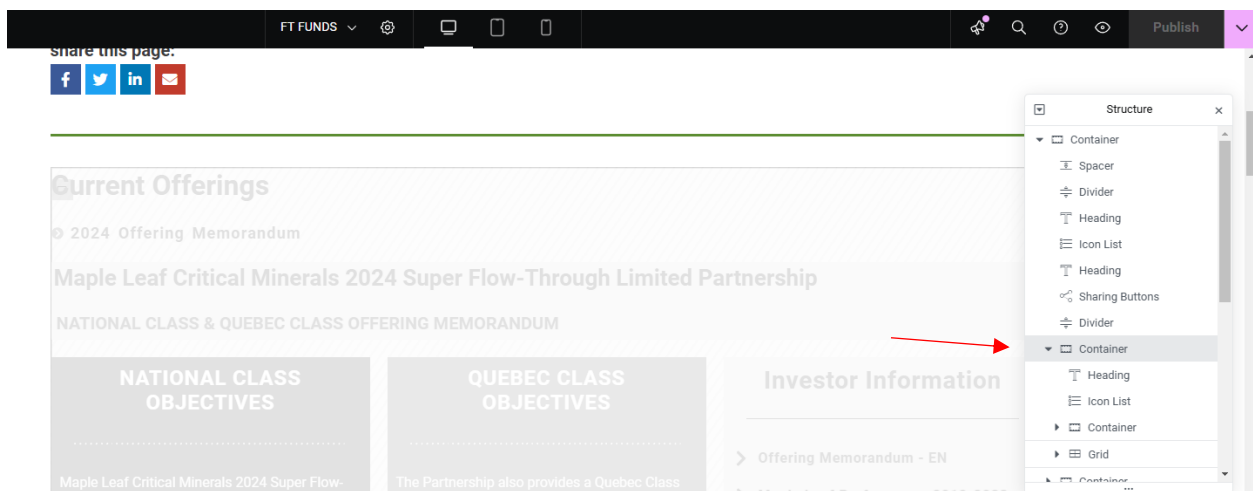 FT FUNDS
Publish
share this page:
Structure
Container
Spacer
Divider
Heading
Icon List
Heading
Sharing Buttons
Divider
Container
Heading
Icon List
Container
Grid
Container
Current Offerings
2024 Offering Memorandum
Maple Leaf Critical Minerals 2024 Super Flow-Through Limited Partnership
NATIONAL CLASS & QUEBEC CLASS OFFERING MEMORANDUM
NATIONAL CLASS
OBJECTIVES
Maple Leaf Critical Minerals 2024 Super Flow-
QUEBEC CLASS
OBJECTIVES
The Partnership also provides a Quebec Class
Investor Information
Offering Memorandum - EN